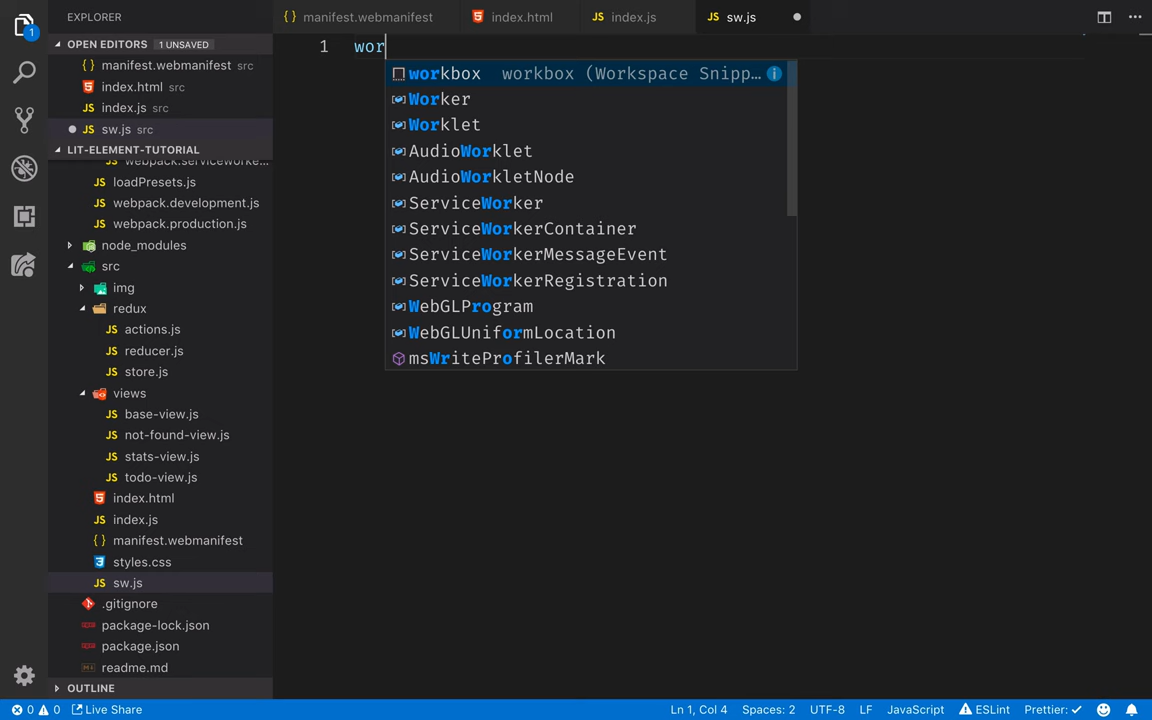 EXPLORER
OPEN EDITORS 1 UNSAVED
{ } manifest.webmanifest src
index.html src
JS index.js src
JS sw.js src
LIT-ELEMENT-TUTORIAL
JS webpack.serviceworke...
JS loadPresets.js
JS webpack.development.js
JS webpack.production.js
node_modules
src
img
redux
JS actions.js
JS reducer.js
JS store.js
views
JS base-view.js
JS not-found-view.js
JS stats-view.js
JS todo-view.js
index.html
JS index.js
{ } manifest.webmanifest
styles.css
JS sw.js
.gitignore
package-lock.json
package.json
readme.md
OUTLINE
{ } manifest.webmanifest index.html JS index.js JS sw.js
1 wor
workbox workbox (Workspace Snipp...
Worker
Worklet
AudioWorklet
AudioWorkletNode
ServiceWorker
ServiceWorkerContainer
ServiceWorkerMessageEvent
ServiceWorkerRegistration
WebGLProgram
WebGLUniformLocation
msWriteProfilerMark
0 0 Live Share Ln 1, Col 4 Spaces: 2 UTF-8 LF JavaScript ESLint Prettier: ✓